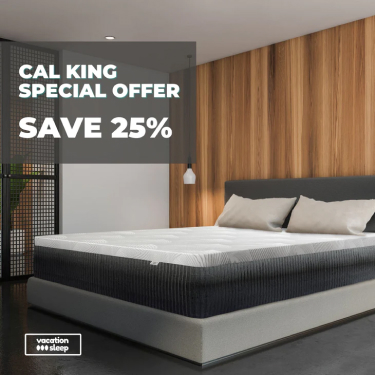 CAL KING
SPECIAL OFFER
SAVE 25%
vacation
sleep